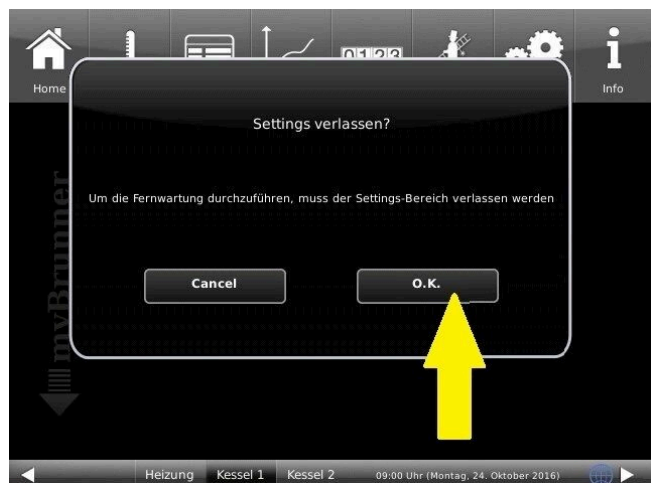 0123
Home
Info
Settings verlassen?
Um die Fernwartung durchzuführen, muss der Settings-Bereich verlassen werden
Cancel
O.K.
myBrunner
Heizung Kessel 1 Kessel 2 09:00 Uhr (Montag, 24. Oktober 2016)